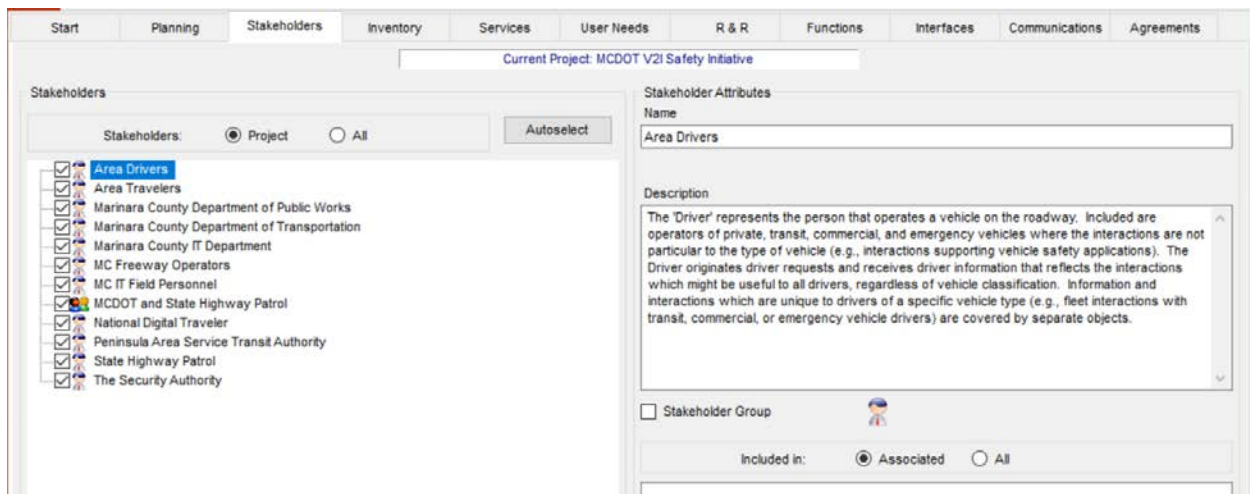 Start Planning Stakeholders Inventory Services User Needs R & R Functions Interfaces Communications Agreements
Current Project: MCDOT V2I Safety Initiative
Stakeholders
Stakeholders: Project All Autoselect
Area Drivers
Area Travelers
Marinara County Department of Public Works
Marinara County Department of Transportation
Marinara County IT Department
MC Freeway Operators
MC IT Field Personnel
MCDOT and State Highway Patrol
National Digital Traveler
Peninsula Area Service Transit Authority
State Highway Patrol
The Security Authority
Stakeholder Attributes
Name
Area Drivers
Description
The 'Driver' represents the person that operates a vehicle on the roadway. Included are
operators of private, transit, commercial, and emergency vehicles where the interactions are not
particular to the type of vehicle (e.g., interactions supporting vehicle safety applications). The
Driver originates driver requests and receives driver information that reflects the interactions
which might be useful to all drivers, regardless of vehicle classification. Information and
interactions which are unique to drivers of a specific vehicle type (e.g., fleet interactions with
transit, commercial, or emergency vehicle drivers) are covered by separate objects.
Stakeholder Group
Included in: Associated All